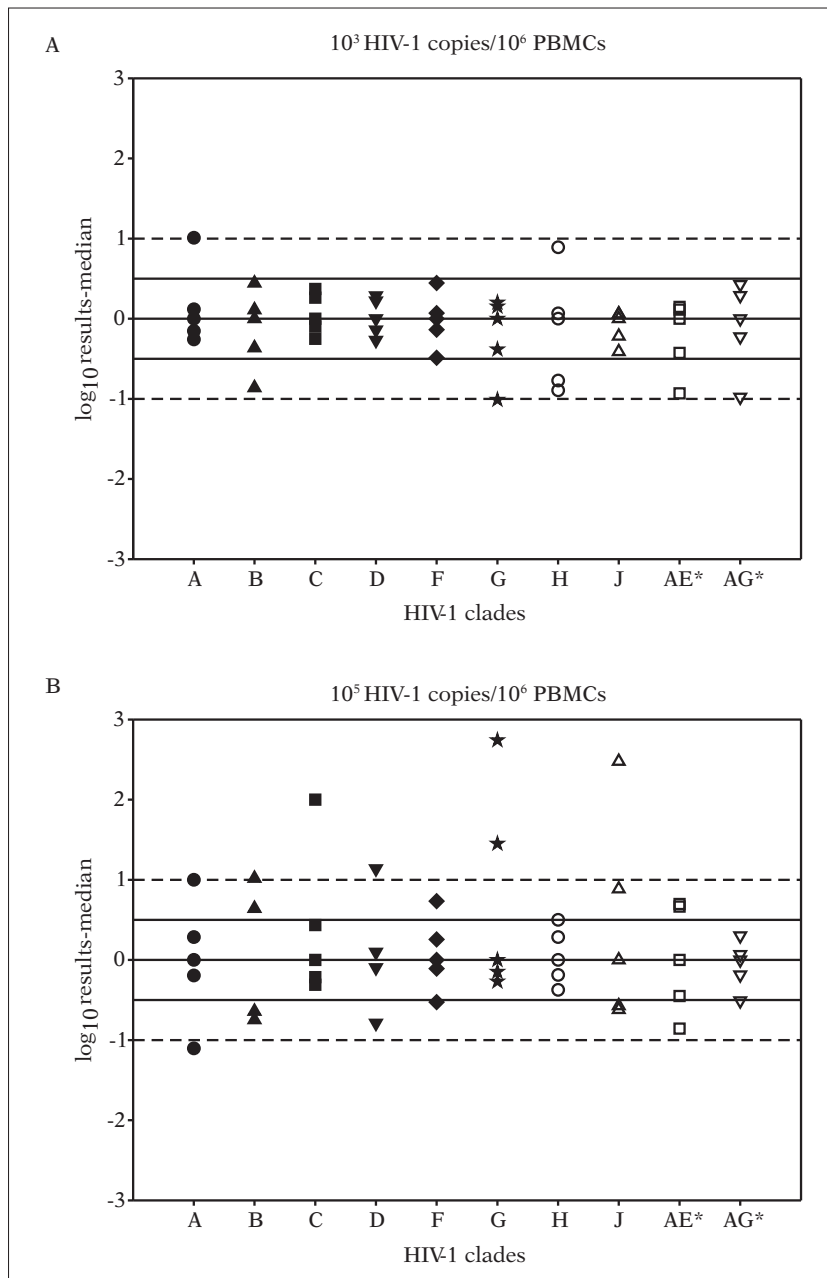 A
10³ HIV-1 copies/10⁶ PBMCs
3
2
1
0
-1
-2
-3
log₁₀ results-median
A B C D F G H J AE* AG*
HIV-1 clades
B
10⁵ HIV-1 copies/10⁶ PBMCs
3
2
1
0
-1
-2
-3
log₁₀ results-median
A B C D F G H J AE* AG*
HIV-1 clades